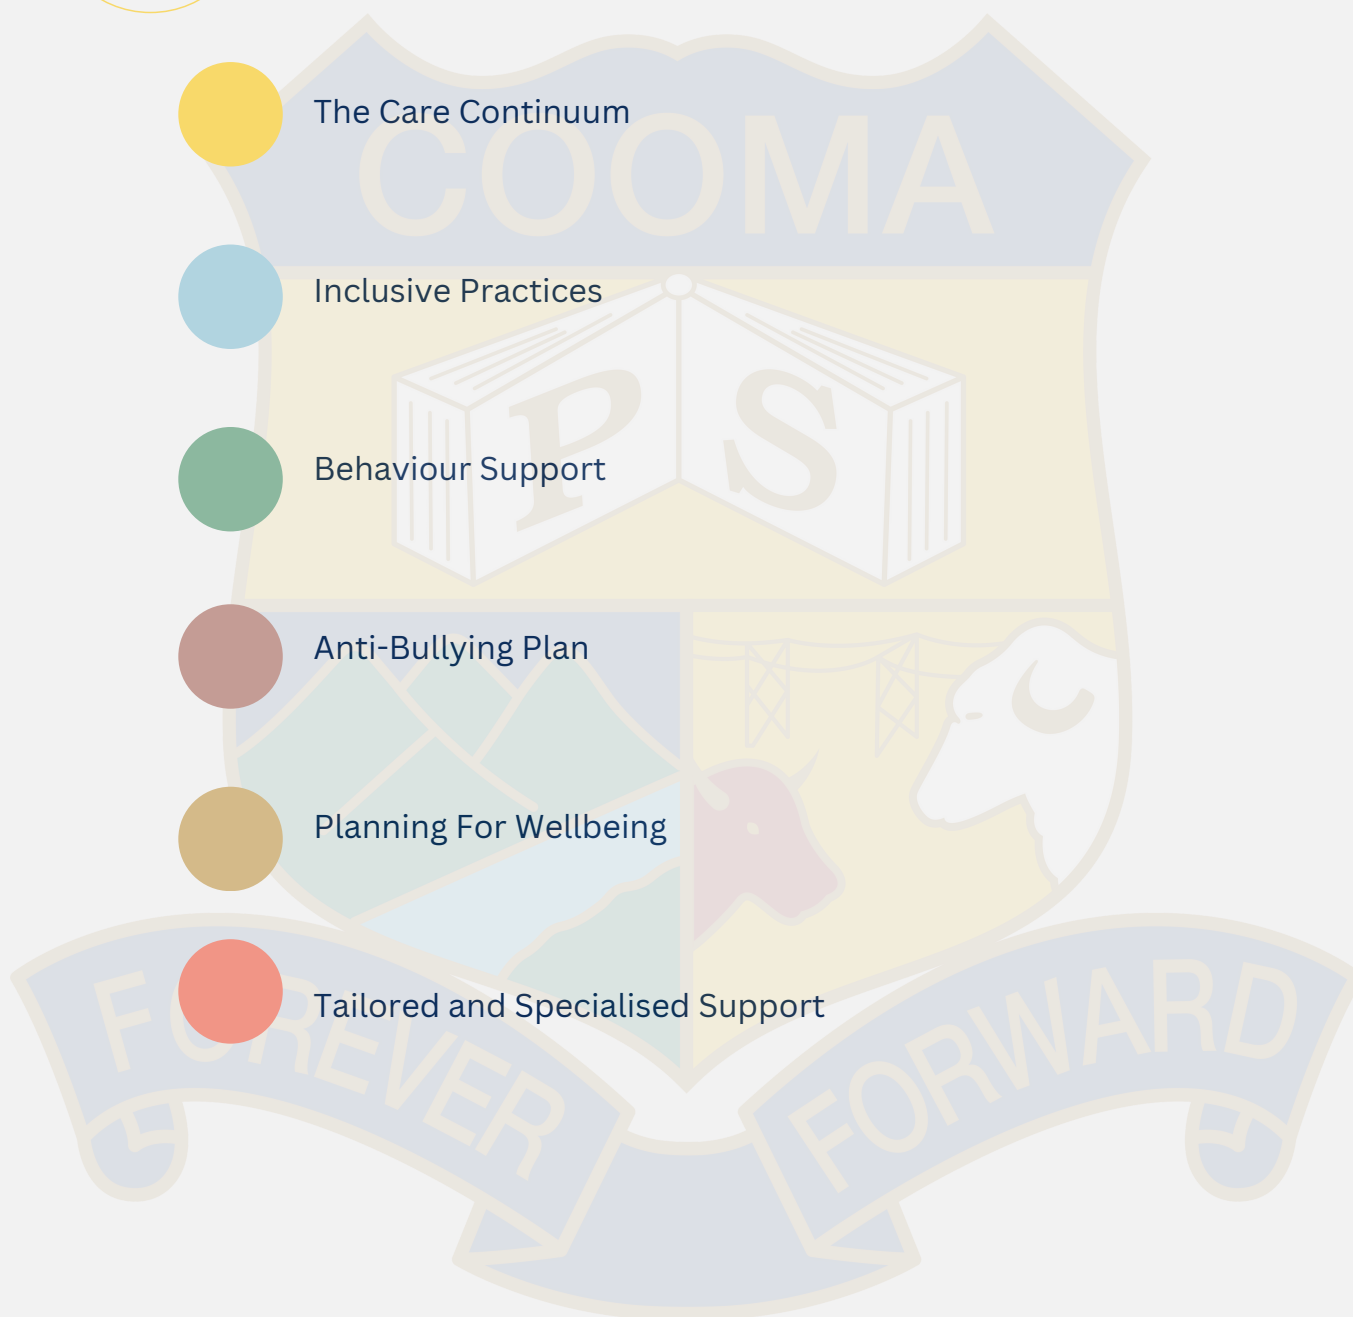 The Care Continuum
COOMA
Inclusive Practices
P S
Behaviour Support
Anti-Bullying Plan
Planning For Wellbeing
Tailored and Specialised Support
FOREVER FORWARD